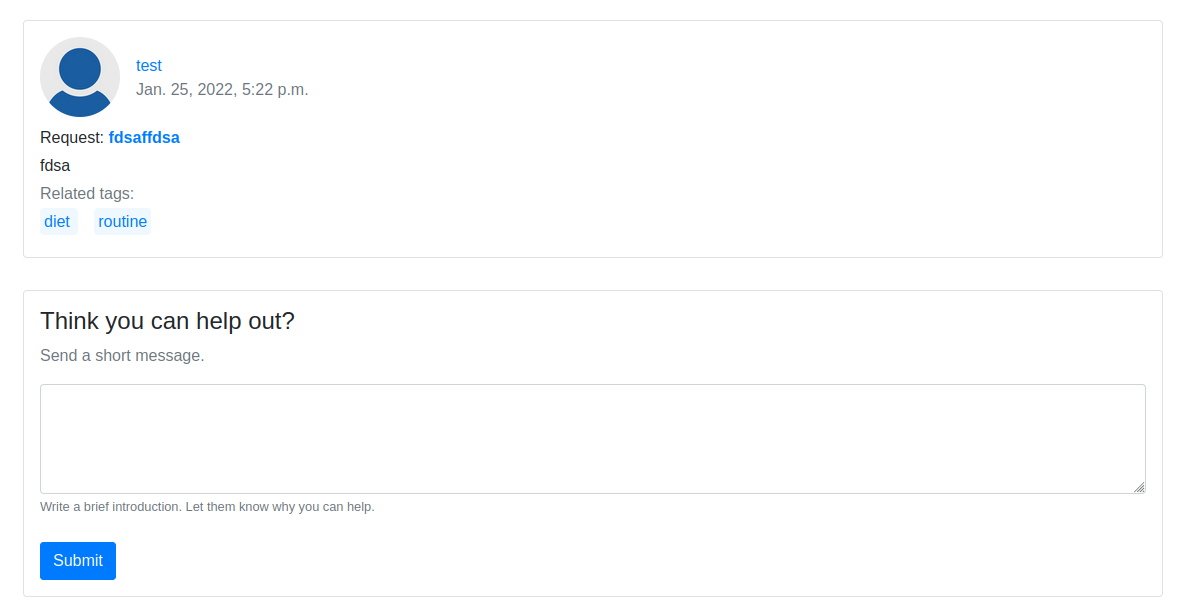 test
Jan. 25, 2022, 5:22 p.m.
Request: fdsaffdsa
fdsa
Related tags:
diet routine
Think you can help out?
Send a short message.
Write a brief introduction. Let them know why you can help.
Submit